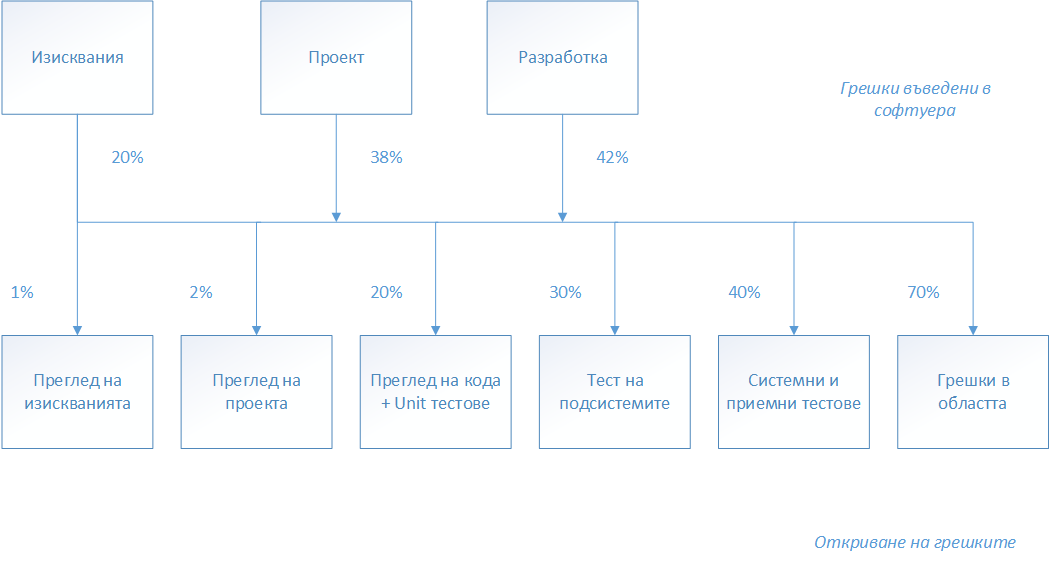 Изисквания
Проект
Разработка
Грешки въведени в
софтуера
20%
38%
42%
1%
2%
20%
30%
40%
70%
Преглед на
изискванията
Преглед на
проекта
Преглед на кода
+ Unit тестове
Тест на
подсистемите
Системни и
приемни тестове
Грешки в
областта
Откриване на грешките